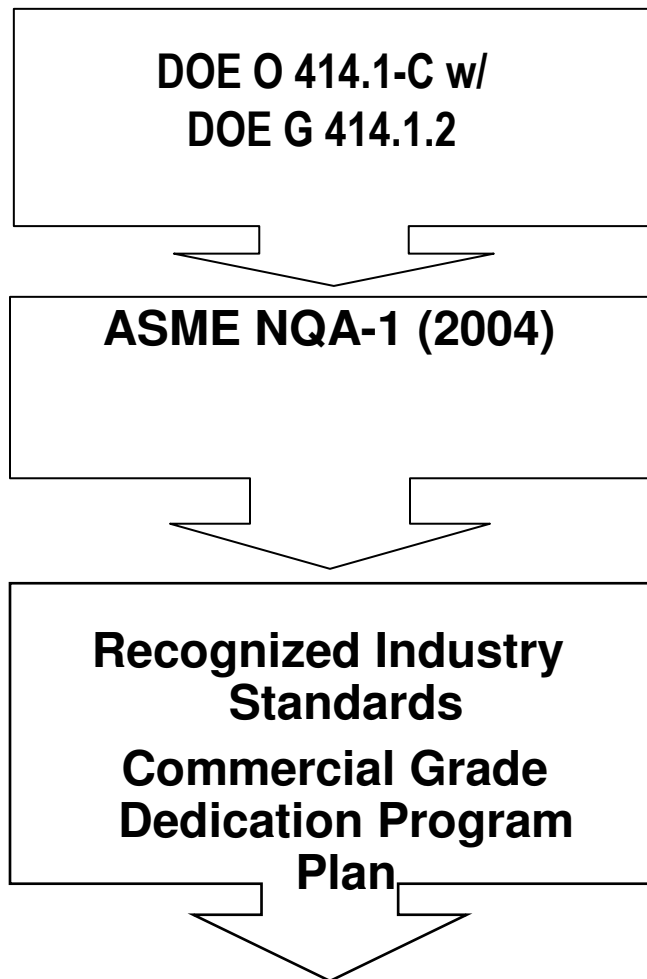 DOE O 414.1-C w/
DOE G 414.1.2
ASME NQA-1 (2004)
Recognized Industry
Standards
Commercial Grade
Dedication Program
Plan